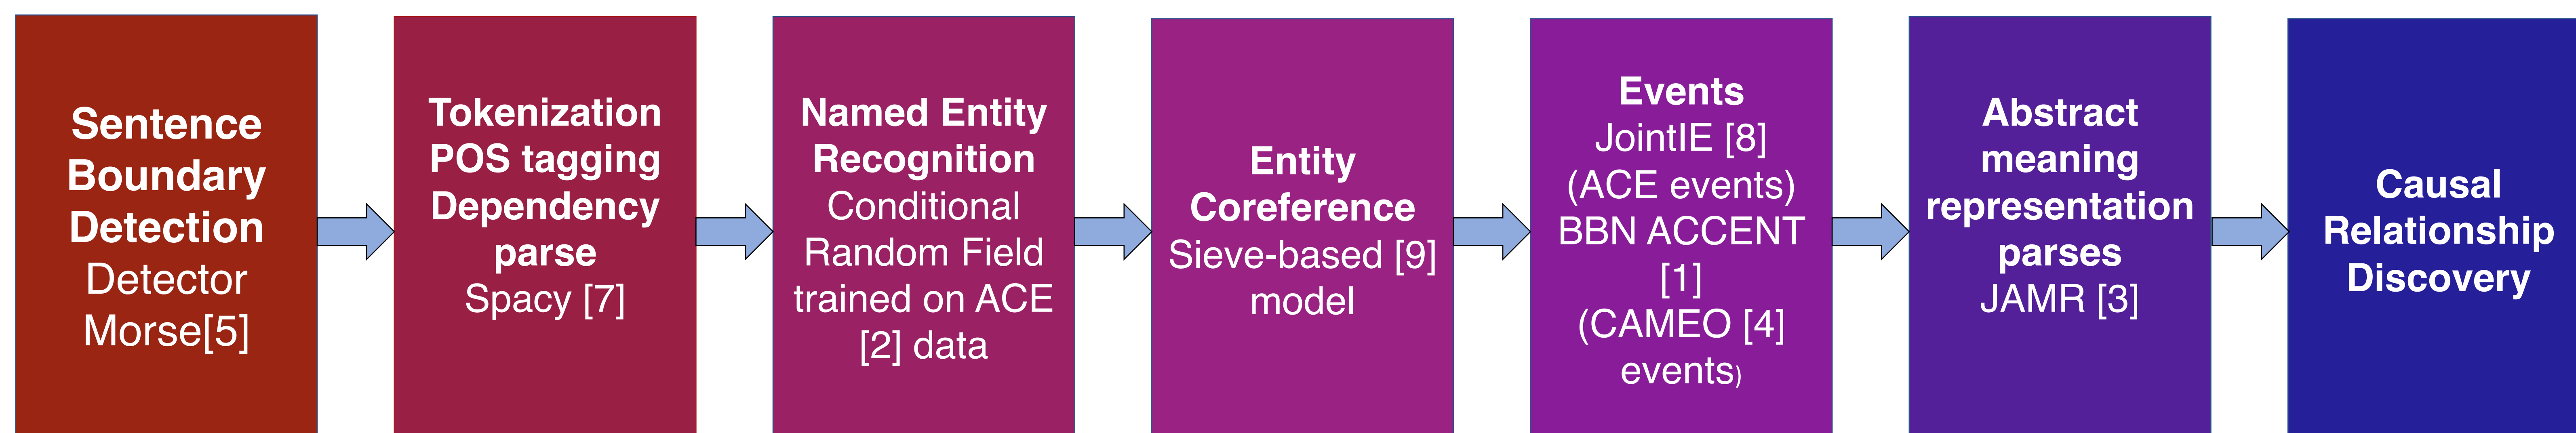 Sentence
Boundary
Detection
Detector
Morse[5]
Tokenization
POS tagging
Dependency
parse
Spacy [7]
Named Entity
Recognition
Conditional
Random Field
trained on ACE
[2] data
Entity
Coreference
Sieve-based [9]
model
Events
JointIE [8]
(ACE events)
BBN ACCENT
[1]
(CAMEO [4]
events)
Abstract
meaning
representation
parses
JAMR [3]
Causal
Relationship
Discovery